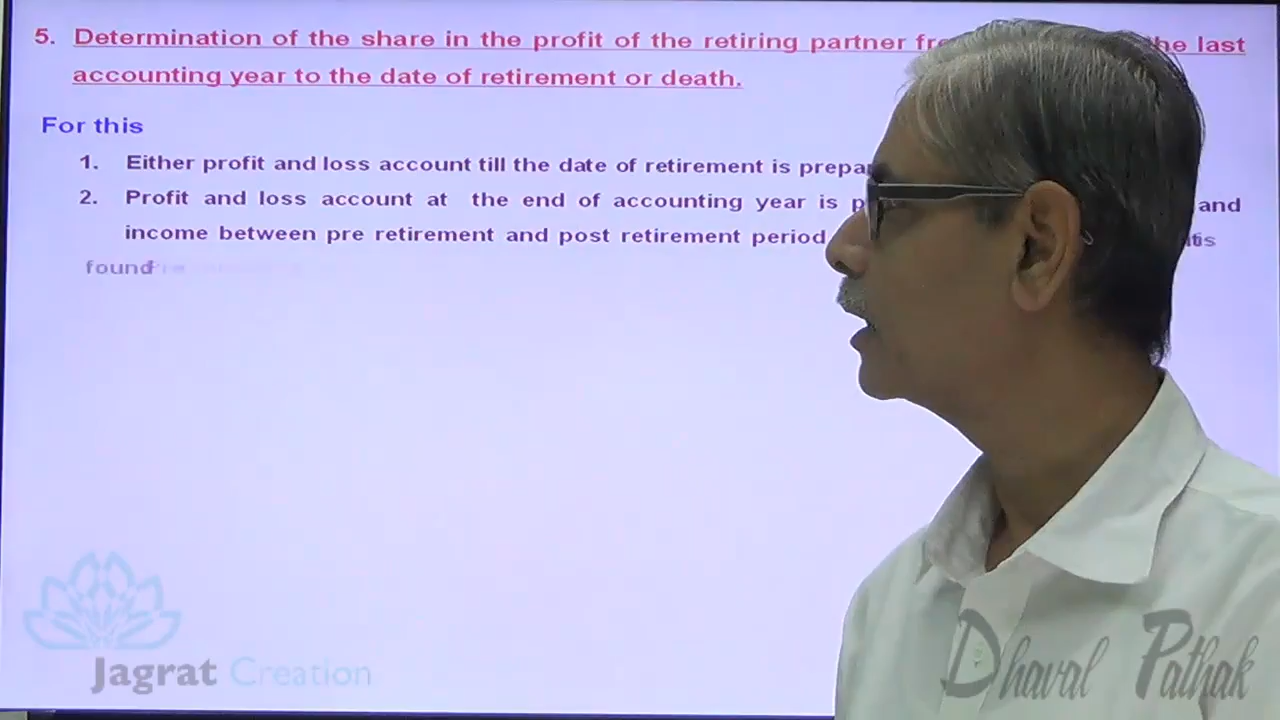 5. Determination of the share in the profit of the retiring partner he last
accounting year to the date of retirement or death.
For this
1. Either profit and loss account till the date of retirement is
2. Profit and loss account at the end of accounting year is and
income between pre retirement and post retirement period
found
Jagrat Creation
Dhaval Pathak